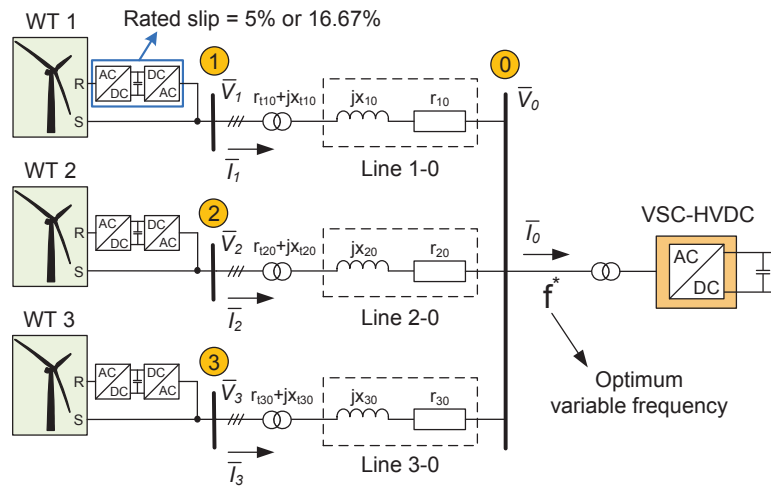 WT 1
Rated slip = 5% or 16.67%
R
S
AC
DC
DC
AC
1
V1
I1
rt10+jxt10
jx10
r10
Line 1-0
0
V0
WT 2
R
S
AC
DC
DC
AC
2
V2
I2
rt20+jxt20
jx20
r20
Line 2-0
I0
f*
VSC-HVDC
AC
DC
Optimum
variable frequency
WT 3
R
S
AC
DC
DC
AC
3
V3
I3
rt30+jxt30
jx30
r30
Line 3-0